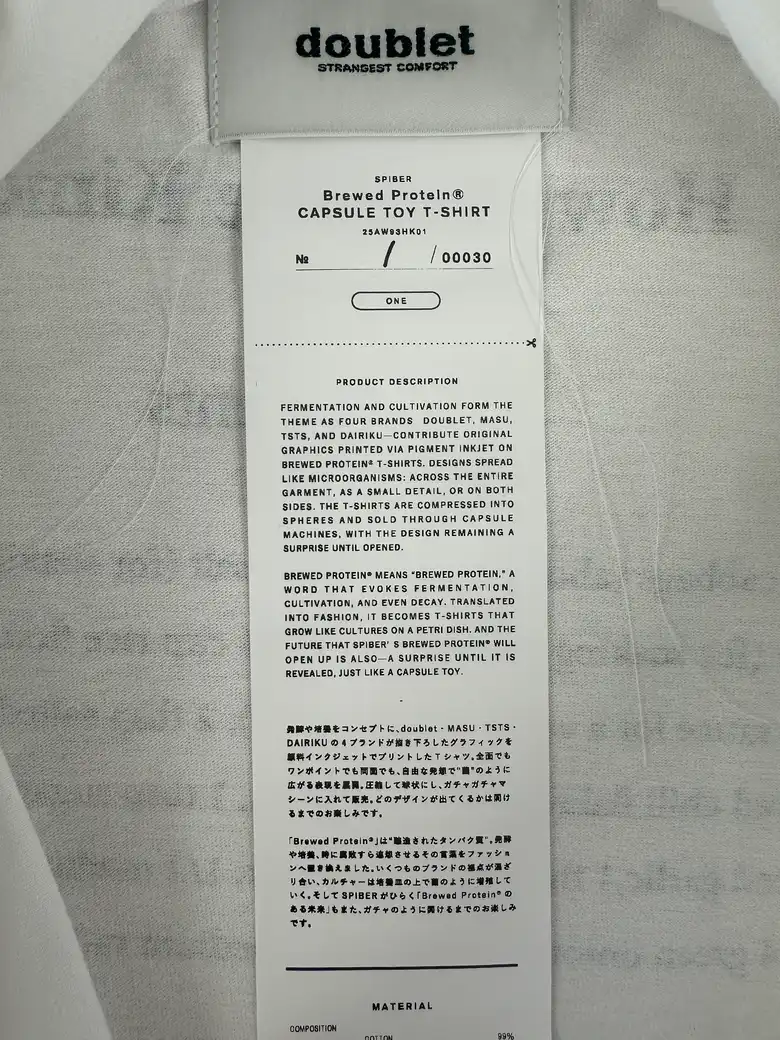 doublet
STRANGEST COMFORT
SPIBER
Brewed Protein®
CAPSULE TOY T-SHIRT
25AW93HK01
№ 1 / 00030
ONE
PRODUCT DESCRIPTION
FERMENTATION AND CULTIVATION FORM THE
THEME AS FOUR BRANDS DOUBLET, MASU,
TSTS, AND DAIRIKU—CONTRIBUTE ORIGINAL
GRAPHICS PRINTED VIA PIGMENT INKJET ON
BREWED PROTEIN® T-SHIRTS. DESIGNS SPREAD
LIKE MICROORGANISMS: ACROSS THE ENTIRE
GARMENT, AS A SMALL DETAIL, OR ON BOTH
SIDES. THE T-SHIRTS ARE COMPRESSED INTO
SPHERES AND SOLD THROUGH CAPSULE
MACHINES, WITH THE DESIGN REMAINING A
SURPRISE UNTIL OPENED.
BREWED PROTEIN® MEANS "BREWED PROTEIN," A
WORD THAT EVOKES FERMENTATION,
CULTIVATION, AND EVEN DECAY. TRANSLATED
INTO FASHION, IT BECOMES T-SHIRTS THAT
GROW LIKE CULTURES ON A PETRI DISH. AND THE
FUTURE THAT SPIBER' S BREWED PROTEIN® WILL
OPEN UP IS ALSO—A SURPRISE UNTIL IT IS
REVEALED, JUST LIKE A CAPSULE TOY.
-
発酵や培養をコンセプトに、doublet・MASU・TSTS・
DAIRIKUの4ブランドが描き下ろしたグラフィックを
顔料インクジェットでプリントしたTシャツ。全面でも
ワンポイントでも両面でも、自由な発想で"菌"のように
広がる表現を展開。圧縮して球状にし、ガチャガチャマ
シーンに入れて販売。どのデザインが出てくるかは開け
るまでのお楽しみです。
「Brewed Protein®」は"醸造されたタンパク質"。発酵
や培養、時に腐敗すら連想させるその言葉をファッショ
ンへ置き換えました。いくつものブランドの視点が混ざ
り合い、カルチャーは培養皿の上で菌のように増殖して
いく。そしてSPIBERがひらく「Brewed Protein®の
ある未来」もまた、ガチャのように開けるまでのお楽しみ
です。
MATERIAL
COMPOSITION
COTTON 99%